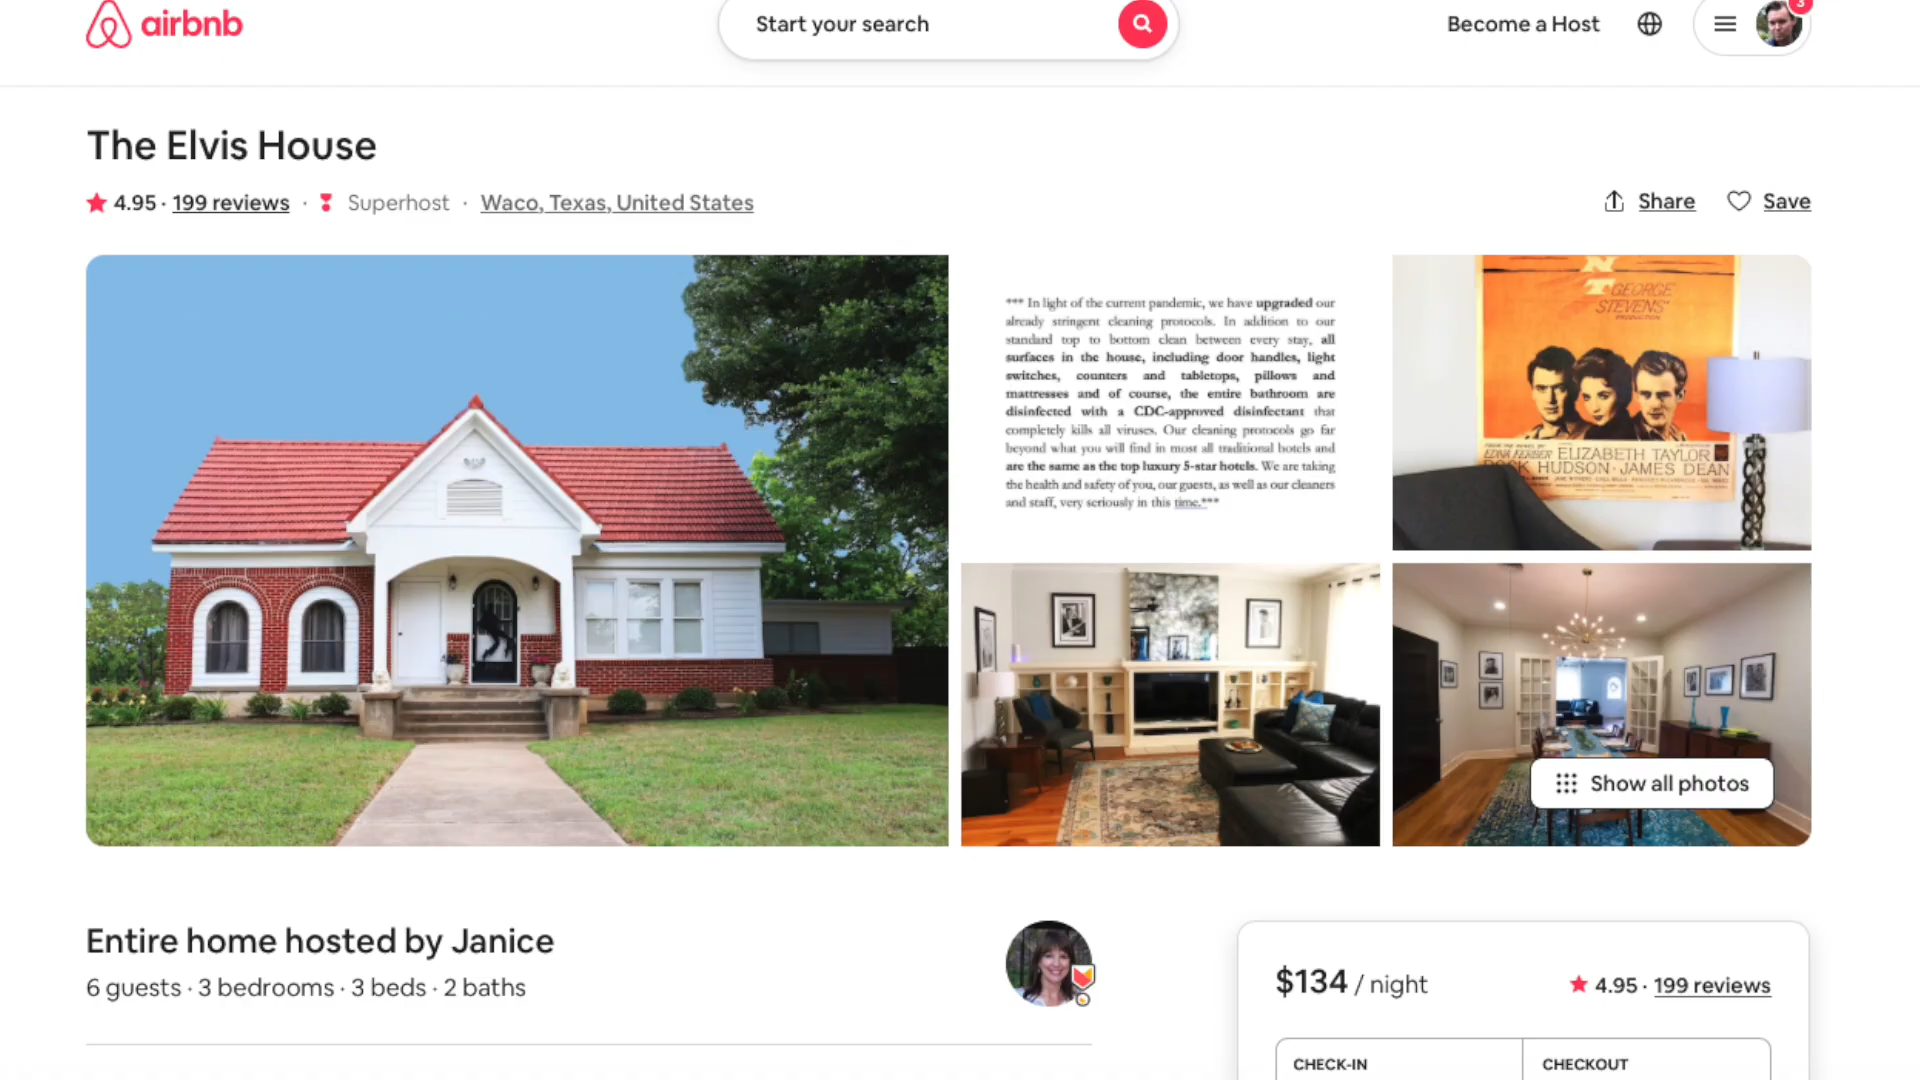 airbnb
Start your search
Become a Host
3
The Elvis House
4.95 · 199 reviews · Superhost · Waco, Texas, United States
Share
Save
*** In light of the current pandemic, we have upgraded our
already stringent cleaning protocols. In addition to our
standard top to bottom clean between every stay, all
surfaces in the house, including door handles, light
switches, counters and tabletops, pillows and
mattresses and of course, the entire bathroom are
disinfected with a CDC-approved disinfectant that
completely kills all viruses. Our cleaning protocols go far
beyond what you will find in most all traditional hotels and
are the same as the top luxury 5-star hotels. We are taking
the health and safety of you, our guests, as well as our cleaners
and staff, very seriously in this time.***
GEORGE
STEVENS'
PRODUCTION
FROM THE NOVEL BY
EDNA FERBER ELIZABETH TAYLOR
ROCK HUDSON · JAMES DEAN
Show all photos
Entire home hosted by Janice
6 guests · 3 bedrooms · 3 beds · 2 baths
$134 / night
4.95 · 199 reviews
CHECK-IN
CHECKOUT